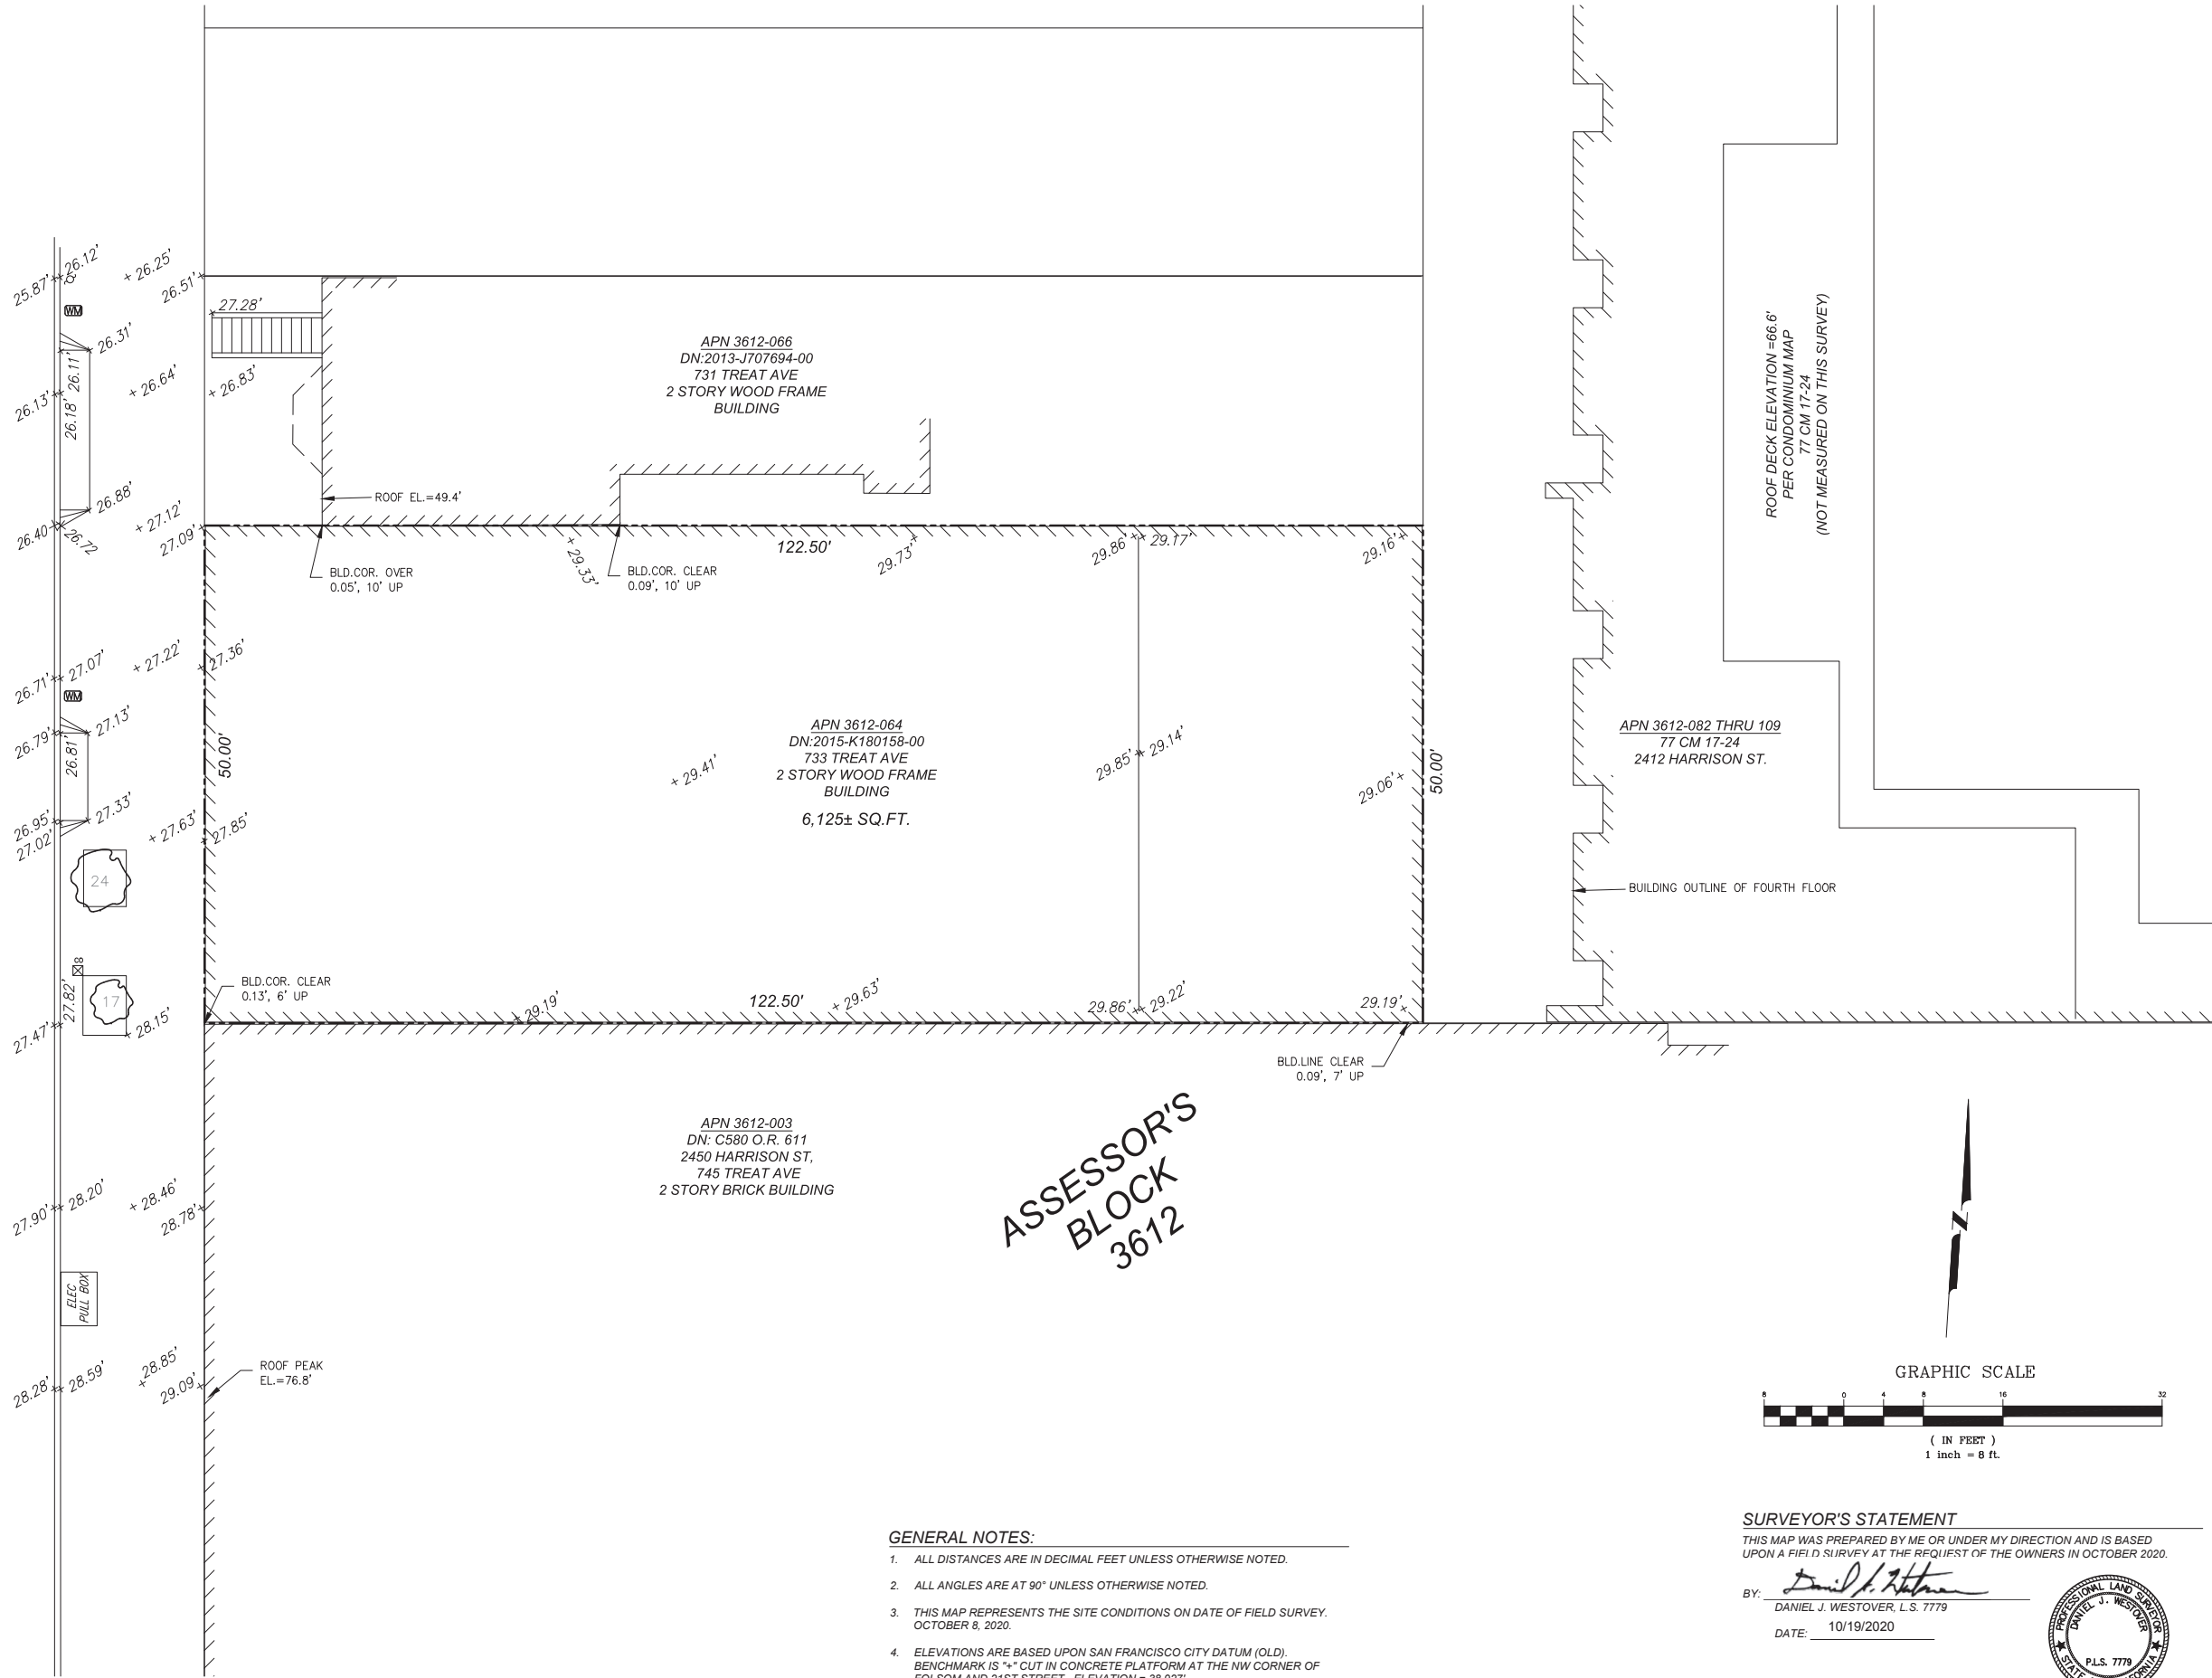 25.87'
26.12'
26.25'
26.51'
WM
27.28'
26.31'
26.11'
26.13'
26.18'
26.64'
26.83'
APN 3612-066
DN:2013-J707694-00
731 TREAT AVE
2 STORY WOOD FRAME
BUILDING
ROOF DECK ELEVATION =66.6'
PER CONDOMINIUM MAP
77 CM 17-24
(NOT MEASURED ON THIS SURVEY)
ROOF EL.=49.4'
26.88'
26.40'
26.72
27.12'
27.09'
BLD.COR. OVER
0.05', 10' UP
29.33'
BLD.COR. CLEAR
0.09', 10' UP
122.50'
29.73'
29.86'
29.17'
29.16'
26.71'
27.07'
27.22'
27.36'
WM
26.79'
27.13'
26.81'
50.00'
APN 3612-064
DN:2015-K180158-00
733 TREAT AVE
2 STORY WOOD FRAME
BUILDING
6,125± SQ.FT.
29.41'
29.85'
29.14'
29.06'
50.00'
APN 3612-082 THRU 109
77 CM 17-24
2412 HARRISON ST.
26.95'
27.02'
27.33'
27.63'
27.85'
24
BUILDING OUTLINE OF FOURTH FLOOR
27.82'
17
27.47'
28.15'
BLD.COR. CLEAR
0.13', 6' UP
29.19'
122.50'
29.63'
29.86'
29.22'
29.19'
BLD.LINE CLEAR
0.09', 7' UP
APN 3612-003
DN: C580 O.R. 611
2450 HARRISON ST,
745 TREAT AVE
2 STORY BRICK BUILDING
ASSESSOR'S
BLOCK
3612
27.90'
28.20'
28.46'
28.78'
ELEC
PULL BOX
28.28'
28.59'
28.85'
29.09'
ROOF PEAK
EL.=76.8'
N
GRAPHIC SCALE
8 0 4 8 16 32
( IN FEET )
1 inch = 8 ft.
GENERAL NOTES:
1. ALL DISTANCES ARE IN DECIMAL FEET UNLESS OTHERWISE NOTED.
2. ALL ANGLES ARE AT 90° UNLESS OTHERWISE NOTED.
3. THIS MAP REPRESENTS THE SITE CONDITIONS ON DATE OF FIELD SURVEY.
OCTOBER 8, 2020.
4. ELEVATIONS ARE BASED UPON SAN FRANCISCO CITY DATUM (OLD).
BENCHMARK IS "+" CUT IN CONCRETE PLATFORM AT THE NW CORNER OF
FOLSOM AND 21ST STREET. ELEVATION = 38.027'
SURVEYOR'S STATEMENT
THIS MAP WAS PREPARED BY ME OR UNDER MY DIRECTION AND IS BASED
UPON A FIELD SURVEY AT THE REQUEST OF THE OWNERS IN OCTOBER 2020.
BY:
DANIEL J. WESTOVER, L.S. 7779
DATE: 10/19/2020
PROFESSIONAL LAND SURVEYOR
DANIEL J. WESTOVER
P.L.S. 7779